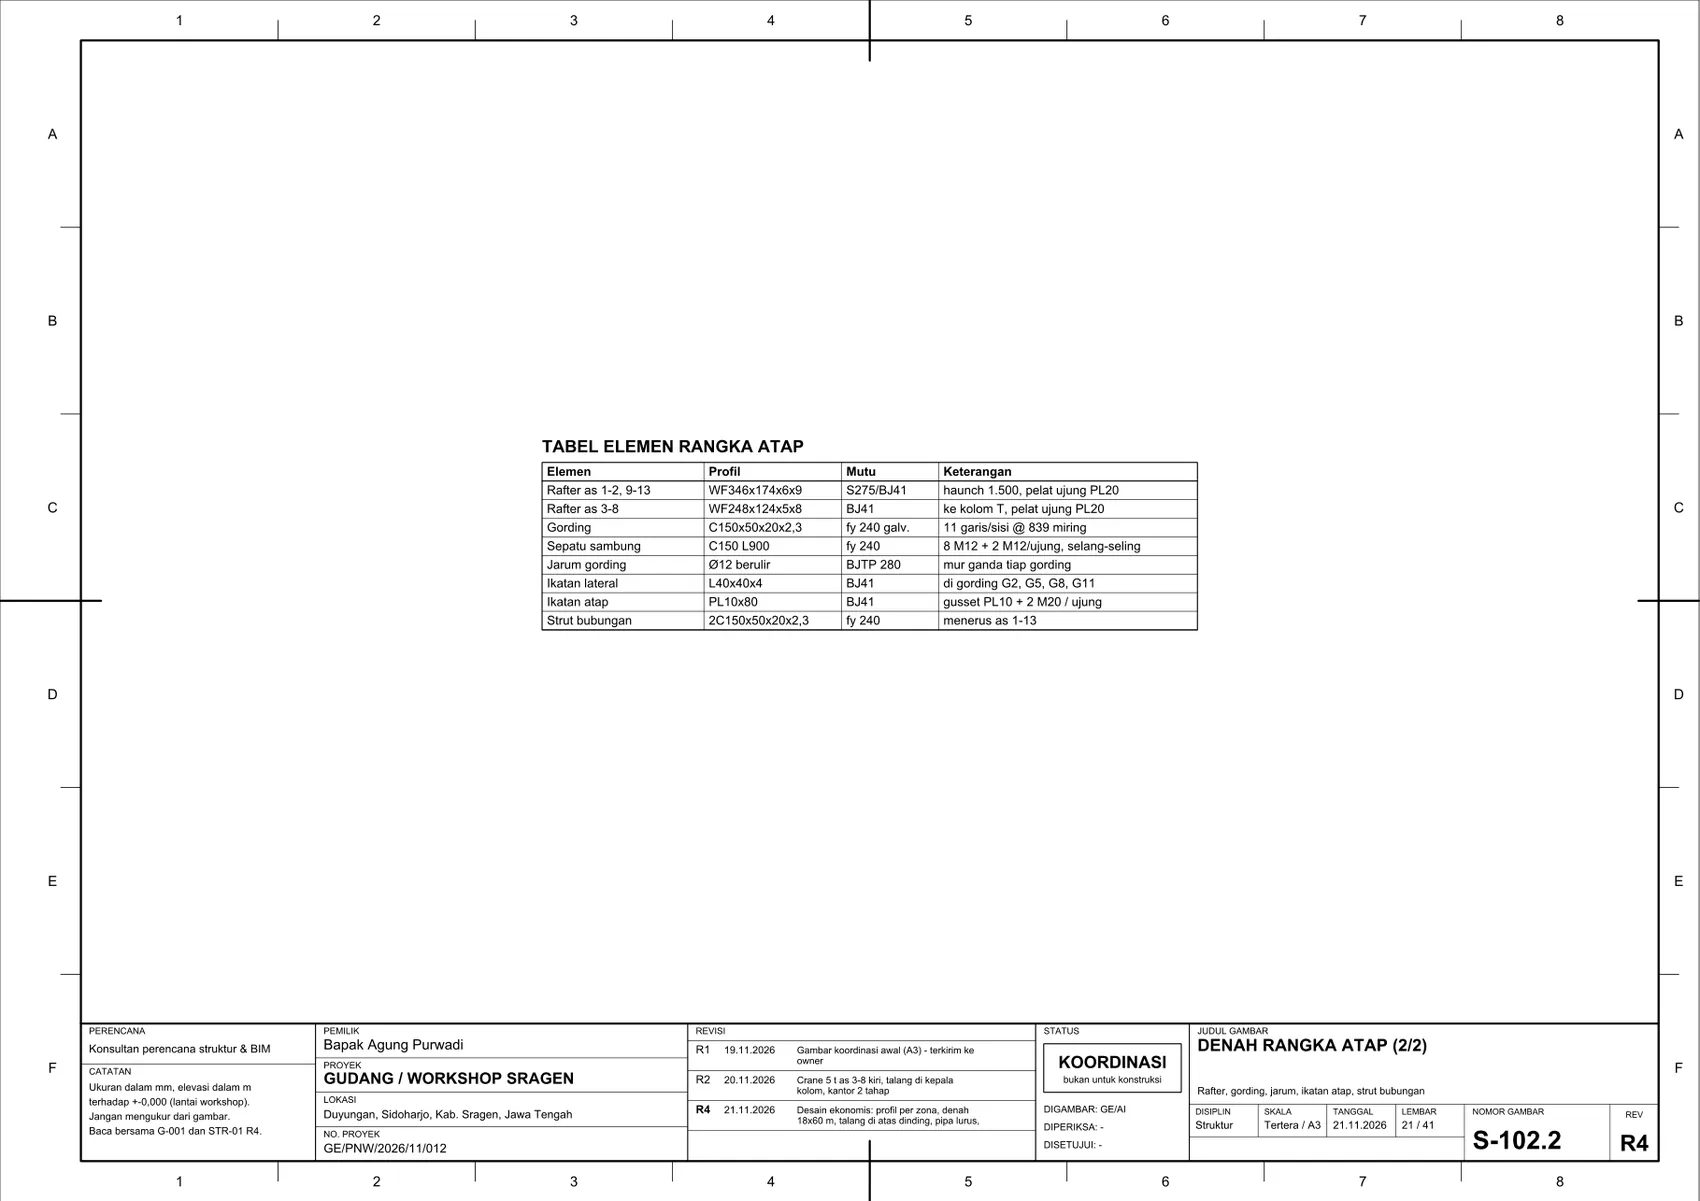 1 2 3 4 5 6 7 8
A A
B B
C C
D D
E E
F F
TABEL ELEMEN RANGKA ATAP
Elemen Profil Mutu Keterangan
Rafter as 1-2, 9-13 WF346x174x6x9 S275/BJ41 haunch 1.500, pelat ujung PL20
Rafter as 3-8 WF248x124x5x8 BJ41 ke kolom T, pelat ujung PL20
Gording C150x50x20x2,3 fy 240 galv. 11 garis/sisi @ 839 miring
Sepatu sambung C150 L900 fy 240 8 M12 + 2 M12/ujung, selang-seling
Jarum gording Ø12 berulir BJTP 280 mur ganda tiap gording
Ikatan lateral L40x40x4 BJ41 di gording G2, G5, G8, G11
Ikatan atap PL10x80 BJ41 gusset PL10 + 2 M20 / ujung
Strut bubungan 2C150x50x20x2,3 fy 240 menerus as 1-13
PERENCANA
Konsultan perencana struktur & BIM
CATATAN
Ukuran dalam mm, elevasi dalam m
terhadap +-0,000 (lantai workshop).
Jangan mengukur dari gambar.
Baca bersama G-001 dan STR-01 R4.
PEMILIK
Bapak Agung Purwadi
PROYEK
GUDANG / WORKSHOP SRAGEN
LOKASI
Duyungan, Sidoharjo, Kab. Sragen, Jawa Tengah
NO. PROYEK
GE/PNW/2026/11/012
REVISI
R1 19.11.2026 Gambar koordinasi awal (A3) - terkirim ke
owner
R2 20.11.2026 Crane 5 t as 3-8 kiri, talang di kepala
kolom, kantor 2 tahap
R4 21.11.2026 Desain ekonomis: profil per zona, denah
18x60 m, talang di atas dinding, pipa lurus,
STATUS
KOORDINASI
bukan untuk konstruksi
DIGAMBAR: GE/AI
DIPERIKSA: -
DISETUJUI: -
JUDUL GAMBAR
DENAH RANGKA ATAP (2/2)
Rafter, gording, jarum, ikatan atap, strut bubungan
DISIPLIN SKALA TANGGAL LEMBAR NOMOR GAMBAR REV
Struktur Tertera / A3 21.11.2026 21 / 41 S-102.2 R4
1 2 3 4 5 6 7 8